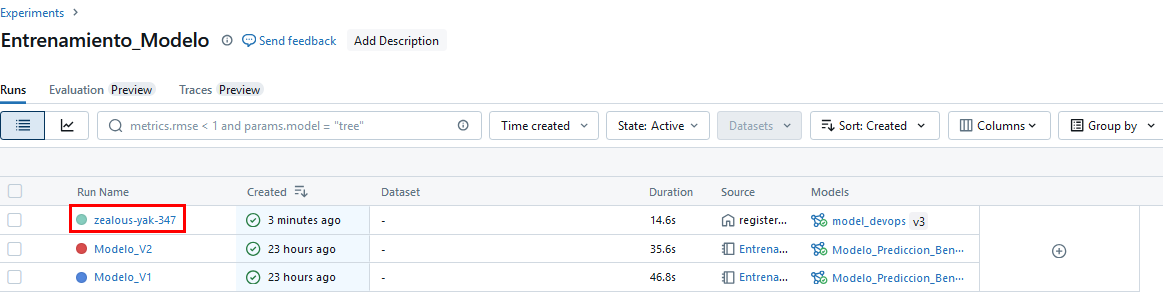 Experiments >
Entrenamiento_Modelo Send feedback Add Description
Runs Evaluation Preview Traces Preview
metrics.rmse < 1 and params.model = "tree" Time created State: Active Datasets Sort: Created Columns Group by
Run Name Created Dataset Duration Source Models
zealous-yak-347 3 minutes ago - 14.6s register... model_devops v3
Modelo_V2 23 hours ago - 35.6s Entrena... Modelo_Prediccion_Ben...
Modelo_V1 23 hours ago - 46.8s Entrena... Modelo_Prediccion_Ben...